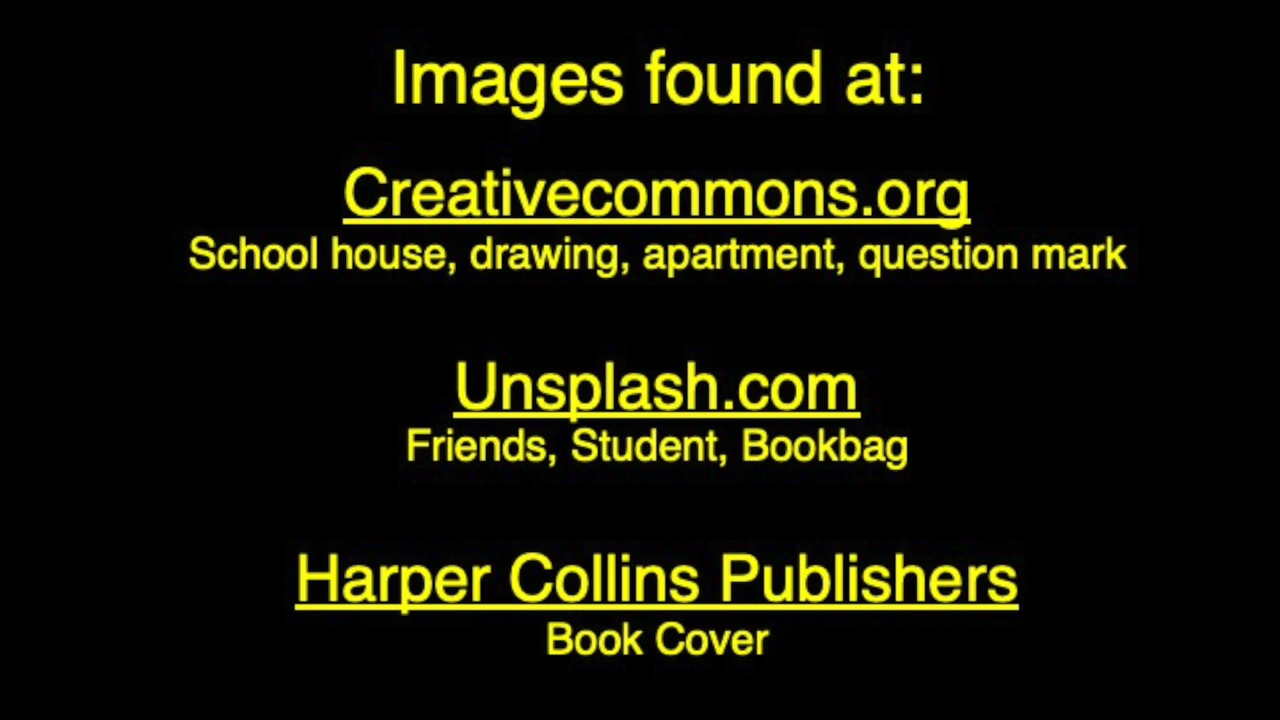 Images found at:
Creativecommons.org
School house, drawing, apartment, question mark
Unsplash.com
Friends, Student, Bookbag
Harper Collins Publishers
Book Cover